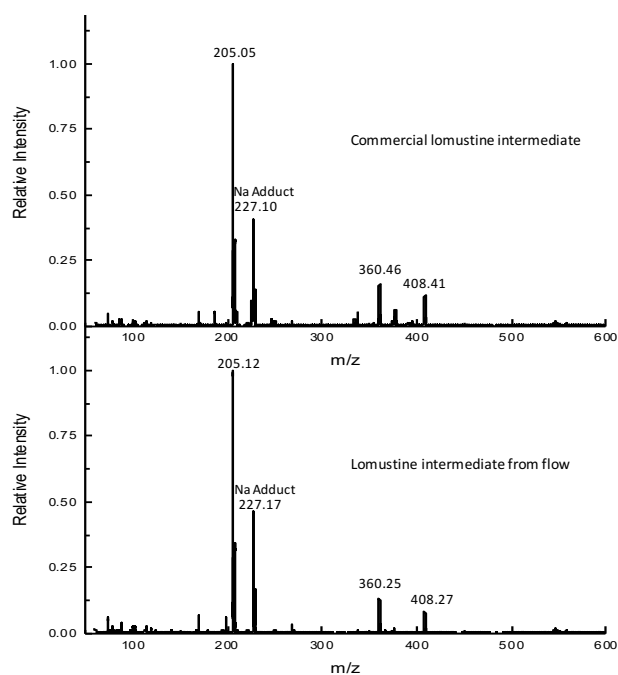 205.05
1.00
0.75
Commercial lomustine intermediate
Relative Intensity
0.50
Na Adduct
227.10
0.25
360.46
408.41
0.00
100 200 300 400 500 600
m/z
205.12
1.00
0.75
Lomustine intermediate from flow
Relative Intensity
0.50
Na Adduct
227.17
0.25
360.25
408.27
0.00
100 200 300 400 500 600
m/z